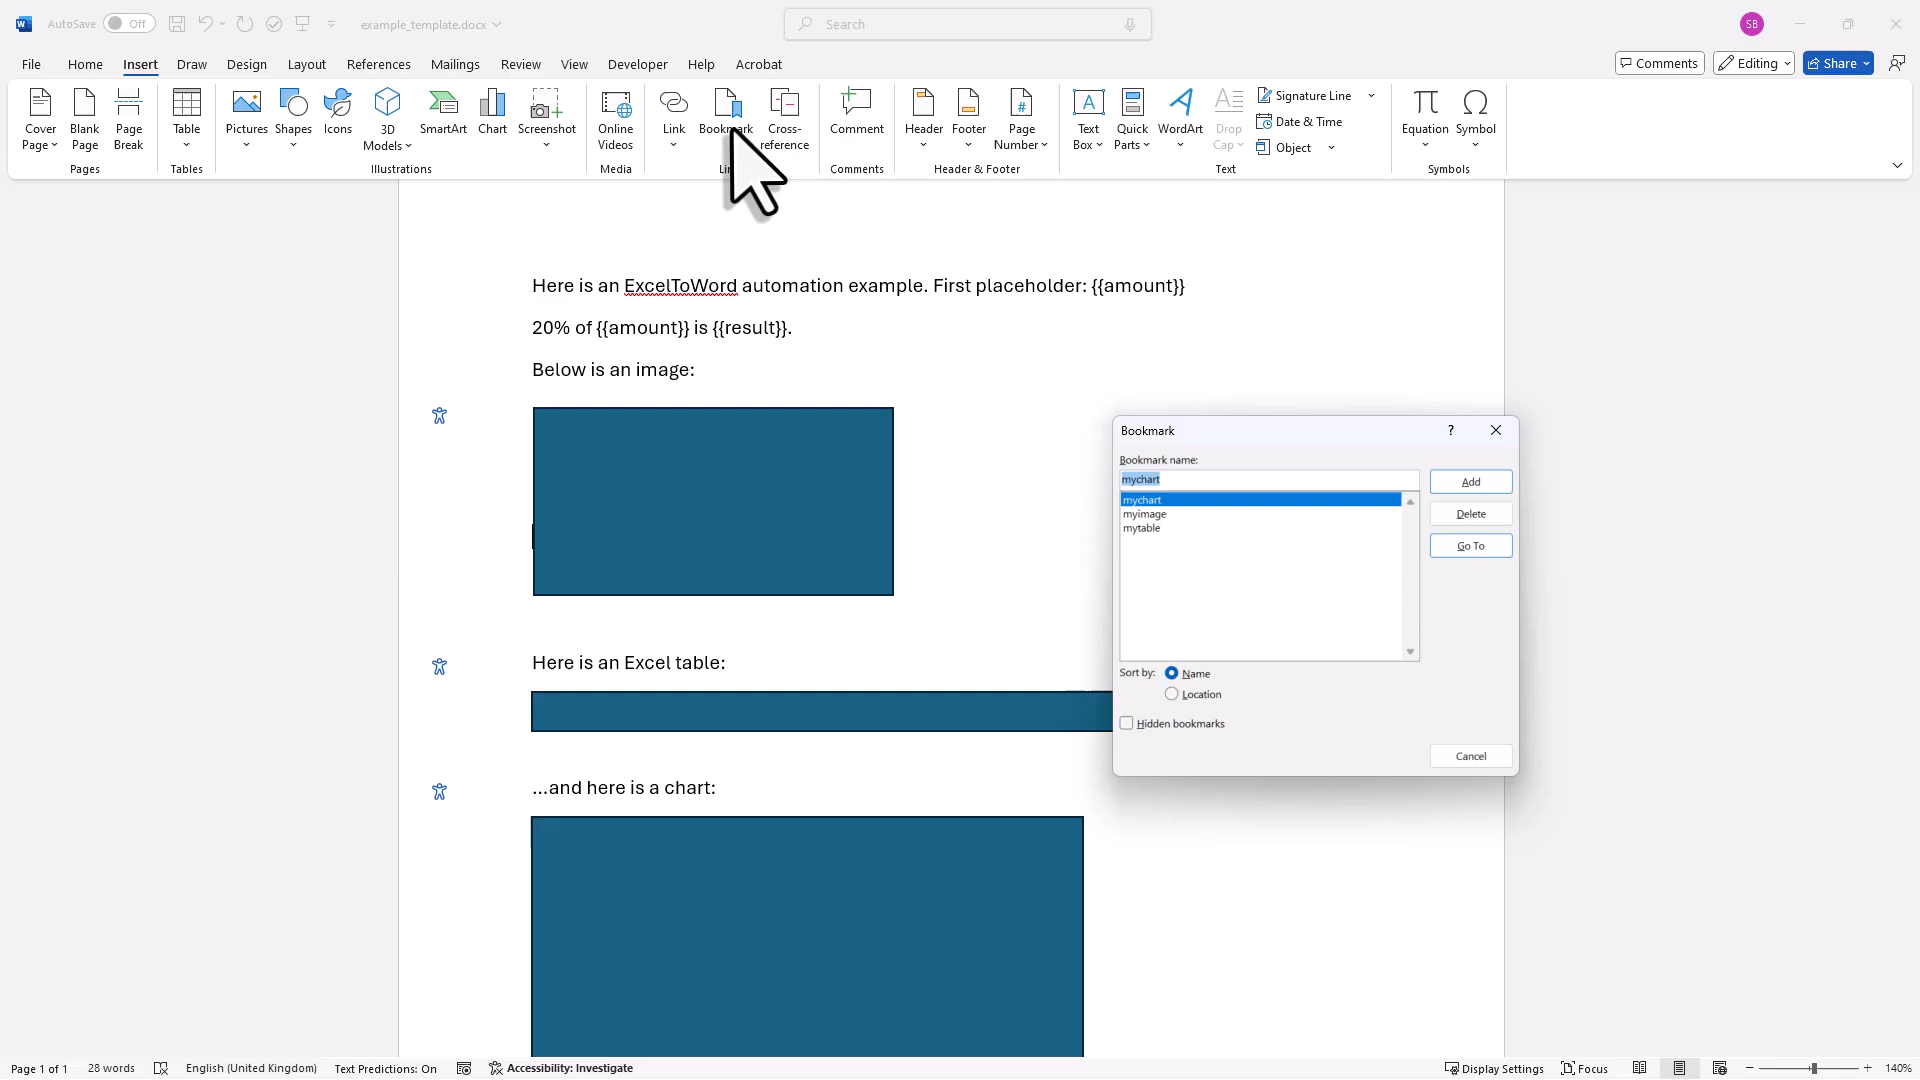 AutoSave Off example_template.docx Search SB
File Home Insert Draw Design Layout References Mailings Review View Developer Help Acrobat Comments Editing Share
Cover Page
Blank Page
Page Break
Pages
Table
Tables
Pictures
Shapes
Icons
3D Models
SmartArt
Chart
Screenshot
Illustrations
Online Videos
Media
Link
Bookmark
Cross-reference
Comment
Comments
Header
Footer
Page Number
Header & Footer
Text Box
Quick Parts
WordArt
Drop Cap
Signature Line
Date & Time
Object
Text
Equation
Symbol
Symbols
Here is an ExcelToWord automation example. First placeholder: {{amount}}
20% of {{amount}} is {{result}}.
Below is an image:
Here is an Excel table:
...and here is a chart:
Bookmark ?
Bookmark name:
mychart
Add
mychart
myimage
mytable
Delete
Go To
Sort by: Name
Location
Hidden bookmarks
Cancel
Page 1 of 1 28 words English (United Kingdom) Text Predictions: On Accessibility: Investigate Display Settings Focus 140%